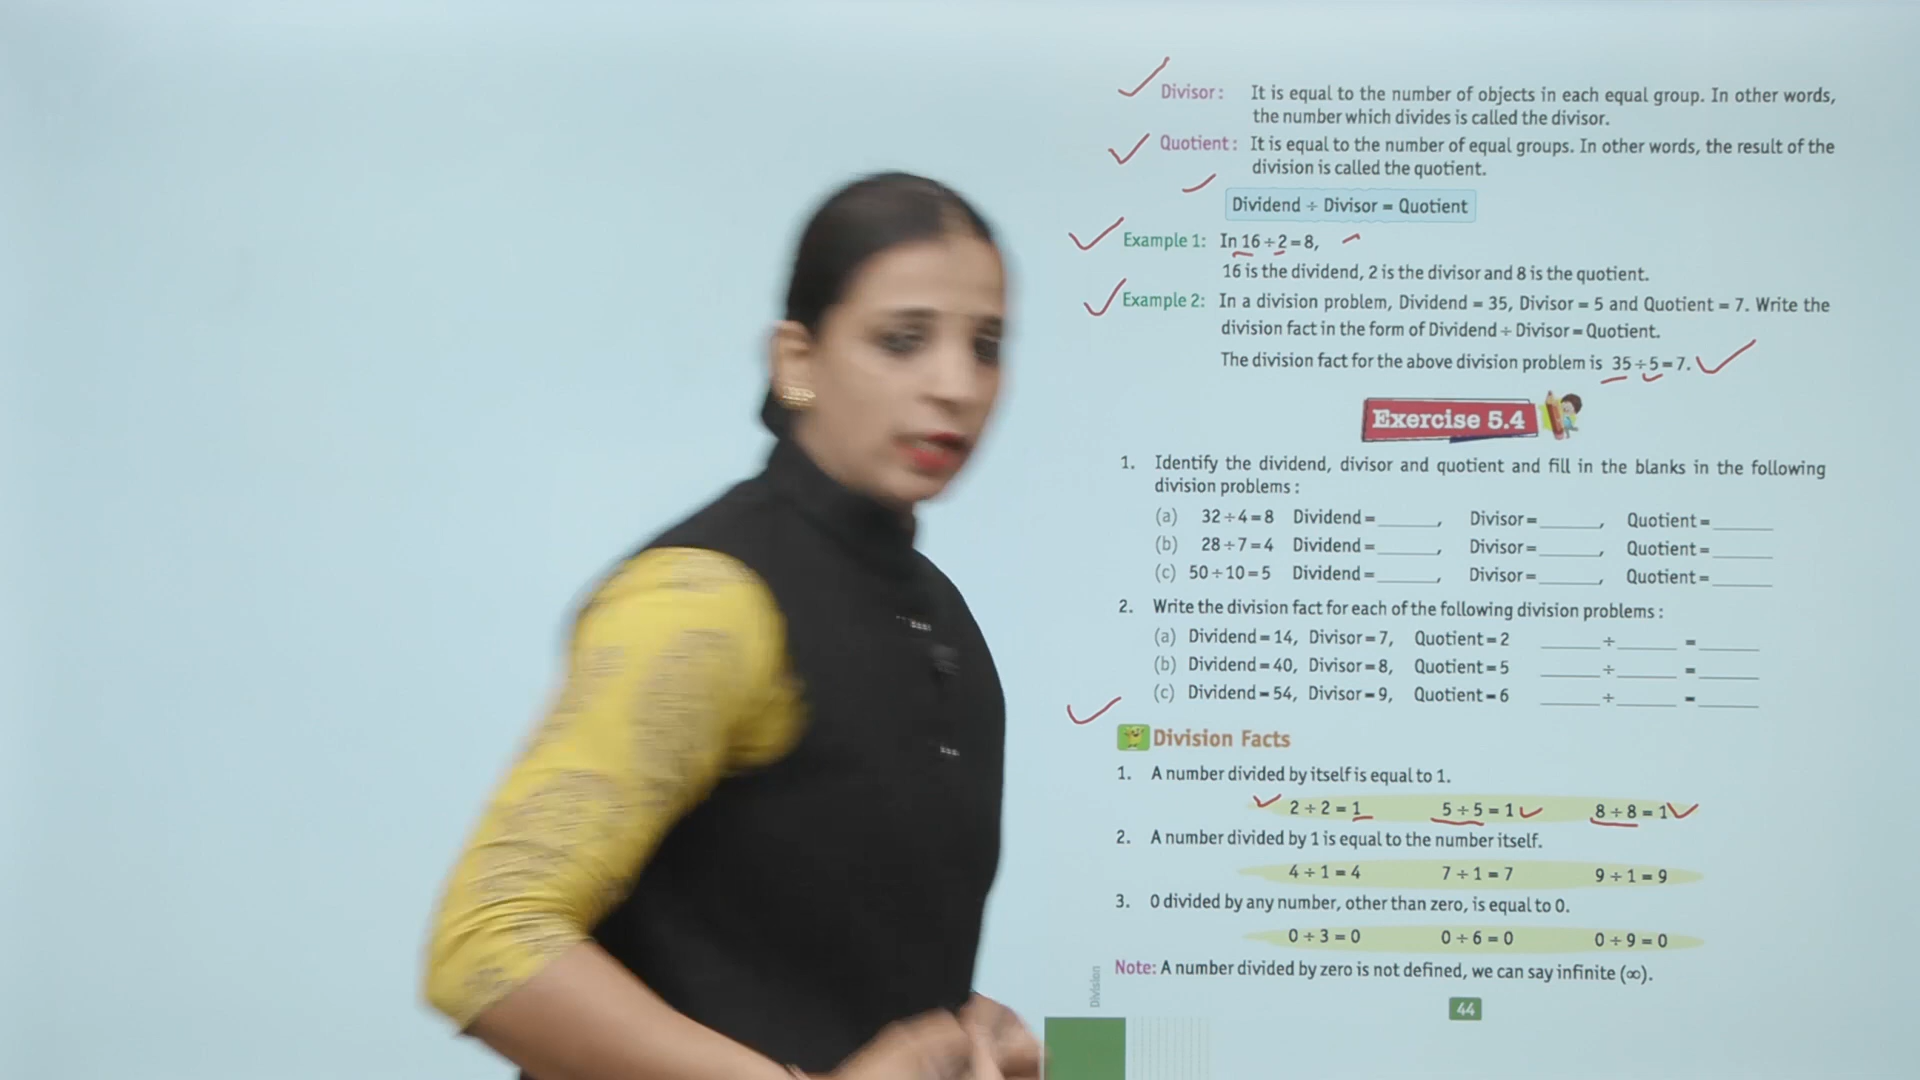 Divisor: It is equal to the number of objects in each equal group. In other words,
the number which divides is called the divisor.
Quotient: It is equal to the number of equal groups. In other words, the result of the
division is called the quotient.
Dividend ÷ Divisor = Quotient
Example 1: In 16 ÷ 2 = 8,
16 is the dividend, 2 is the divisor and 8 is the quotient.
Example 2: In a division problem, Dividend = 35, Divisor = 5 and Quotient = 7. Write the
division fact in the form of Dividend ÷ Divisor = Quotient.
The division fact for the above division problem is 35 ÷ 5 = 7.
Exercise 5.4
1. Identify the dividend, divisor and quotient and fill in the blanks in the following
division problems :
(a) 32 ÷ 4 = 8 Dividend = ______, Divisor = ______, Quotient = ______
(b) 28 ÷ 7 = 4 Dividend = ______, Divisor = ______, Quotient = ______
(c) 50 ÷ 10 = 5 Dividend = ______, Divisor = ______, Quotient = ______
2. Write the division fact for each of the following division problems :
(a) Dividend = 14, Divisor = 7, Quotient = 2 ______ ÷ ______ = ______
(b) Dividend = 40, Divisor = 8, Quotient = 5 ______ ÷ ______ = ______
(c) Dividend = 54, Divisor = 9, Quotient = 6 ______ ÷ ______ = ______
Division Facts
1. A number divided by itself is equal to 1.
2 ÷ 2 = 1 5 ÷ 5 = 1 8 ÷ 8 = 1
2. A number divided by 1 is equal to the number itself.
4 ÷ 1 = 4 7 ÷ 1 = 7 9 ÷ 1 = 9
3. 0 divided by any number, other than zero, is equal to 0.
0 ÷ 3 = 0 0 ÷ 6 = 0 0 ÷ 9 = 0
Note: A number divided by zero is not defined, we can say infinite (∞).
Division
44